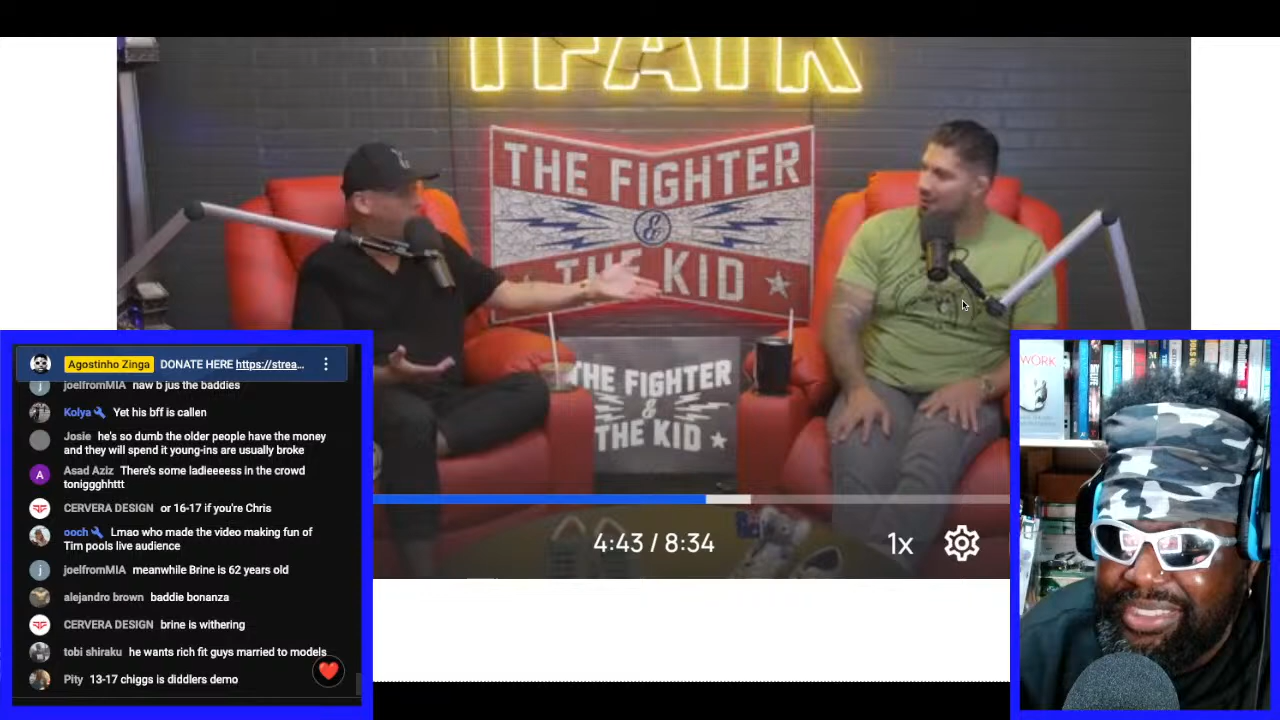 TFATK
THE FIGHTER
&
THE KID
THE FIGHTER
&
THE KID
4:43 / 8:34
1x
WORK
Agostinho Zinga DONATE HERE https://strea...
joelfromMIA naw b jus the baddies
Kolya Yet his bff is callen
Josie he's so dumb the older people have the money
and they will spend it young-ins are usually broke
A
Asad Aziz There's some ladieeeess in the crowd
toniggghhttt
CERVERA DESIGN or 16-17 if you're Chris
ooch Lmao who made the video making fun of
Tim pools live audience
j
joelfromMIA meanwhile Brine is 62 years old
alejandro brown baddie bonanza
CERVERA DESIGN brine is withering
tobi shiraku he wants rich fit guys married to models
Pity 13-17 chiggs is diddlers demo